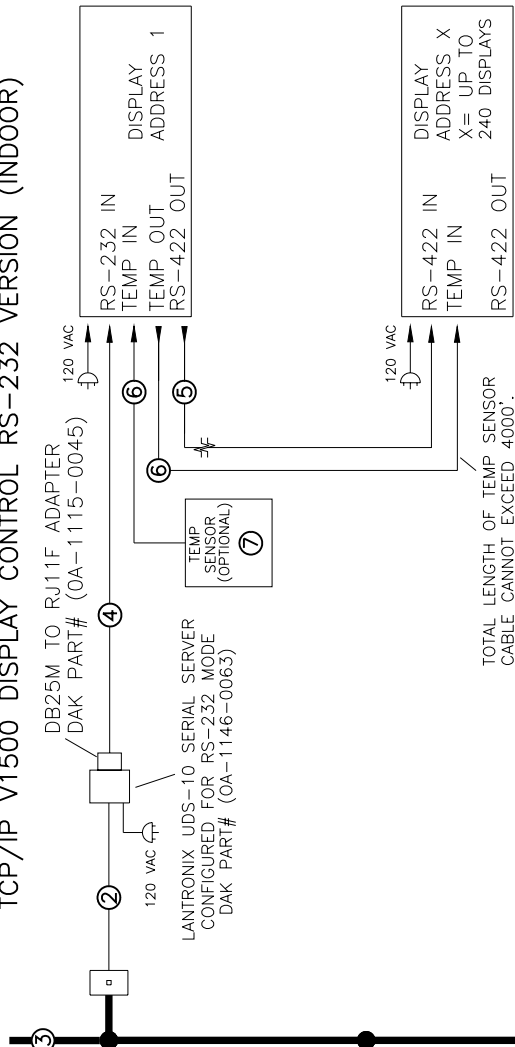 TCP/IP V1500 DISPLAY CONTROL RS-232 VERSION (INDOOR)
3
2
120 VAC
LANTRONIX UDS-10 SERIAL SERVER
CONFIGURED FOR RS-232 MODE
DAK PART# (0A-1146-0063)
DB25M TO RJ11F ADAPTER
DAK PART# (0A-1115-0045)
4
120 VAC
6
6
5
TEMP
SENSOR
(OPTIONAL)
7
RS-232 IN
TEMP IN
TEMP OUT
RS-422 OUT
DISPLAY
ADDRESS 1
120 VAC
RS-422 IN
TEMP IN
RS-422 OUT
DISPLAY
ADDRESS X
X= UP TO
240 DISPLAYS
TOTAL LENGTH OF TEMP SENSOR
CABLE CANNOT EXCEED 4000'.